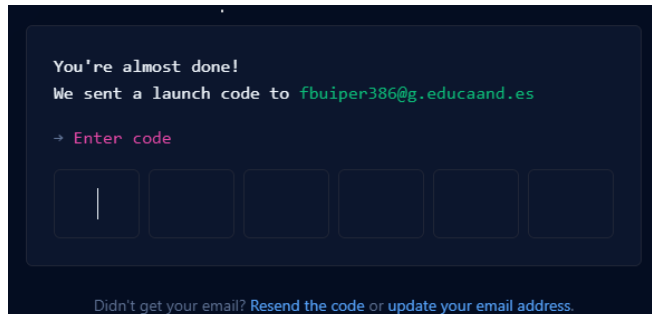 You're almost done!
We sent a launch code to fbuiper386@g.educaand.es
→ Enter code
Didn't get your email? Resend the code or update your email address.